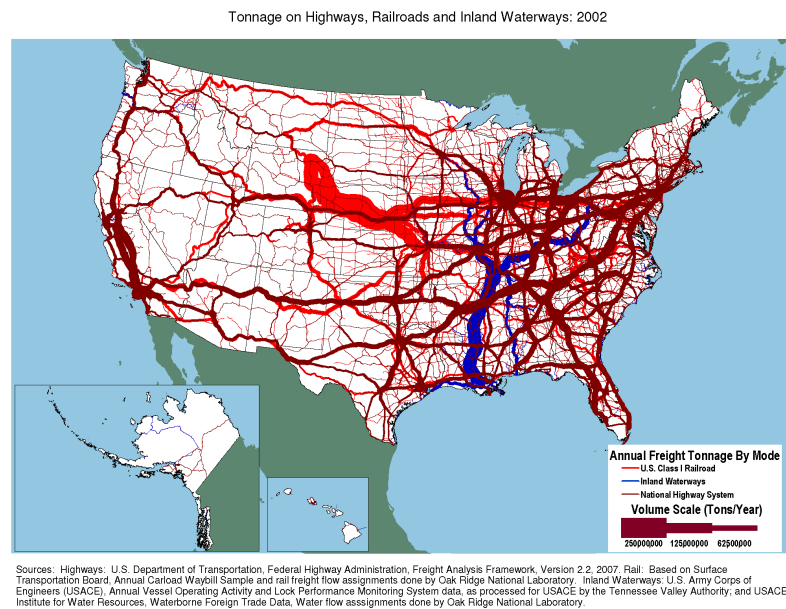 Tonnage on Highways, Railroads and Inland Waterways: 2002
Annual Freight Tonnage By Mode
U.S. Class I Railroad
Inland Waterways
National Highway System
Volume Scale (Tons/Year)
250000000 125000000 62500000
Sources: Highways: U.S. Department of Transportation, Federal Highway Administration, Freight Analysis Framework, Version 2.2, 2007. Rail: Based on Surface
Transportation Board, Annual Carload Waybill Sample and rail freight flow assignments done by Oak Ridge National Laboratory. Inland Waterways: U.S. Army Corps of
Engineers (USACE), Annual Vessel Operating Activity and Lock Performance Monitoring System data, as processed for USACE by the Tennessee Valley Authority; and USACE,
Institute for Water Resources, Waterborne Foreign Trade Data, Water flow asssignments done by Oak Ridge National Laboratory.